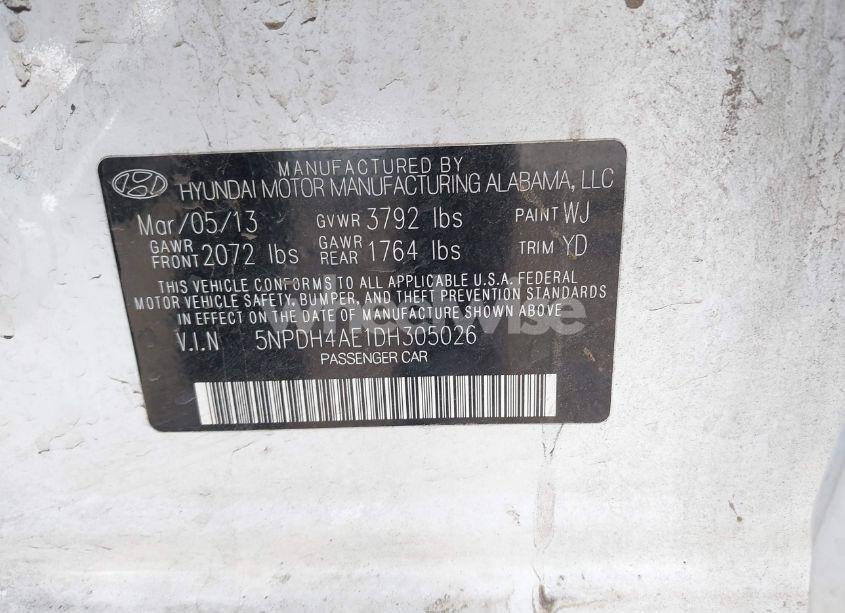 MANUFACTURED BY
HYUNDAI MOTOR MANUFACTURING ALABAMA, LLC
Mar/05/13 GVWR 3792 lbs PAINT WJ
GAWR FRONT 2072 lbs GAWR REAR 1764 lbs TRIM YD
THIS VEHICLE CONFORMS TO ALL APPLICABLE U.S.A. FEDERAL
MOTOR VEHICLE SAFETY, BUMPER, AND THEFT PREVENTION STANDARDS
IN EFFECT ON THE DATE OF MANUFACTURE SHOWN ABOVE
wheelwise
V.I.N 5NPDH4AE1DH305026
PASSENGER CAR